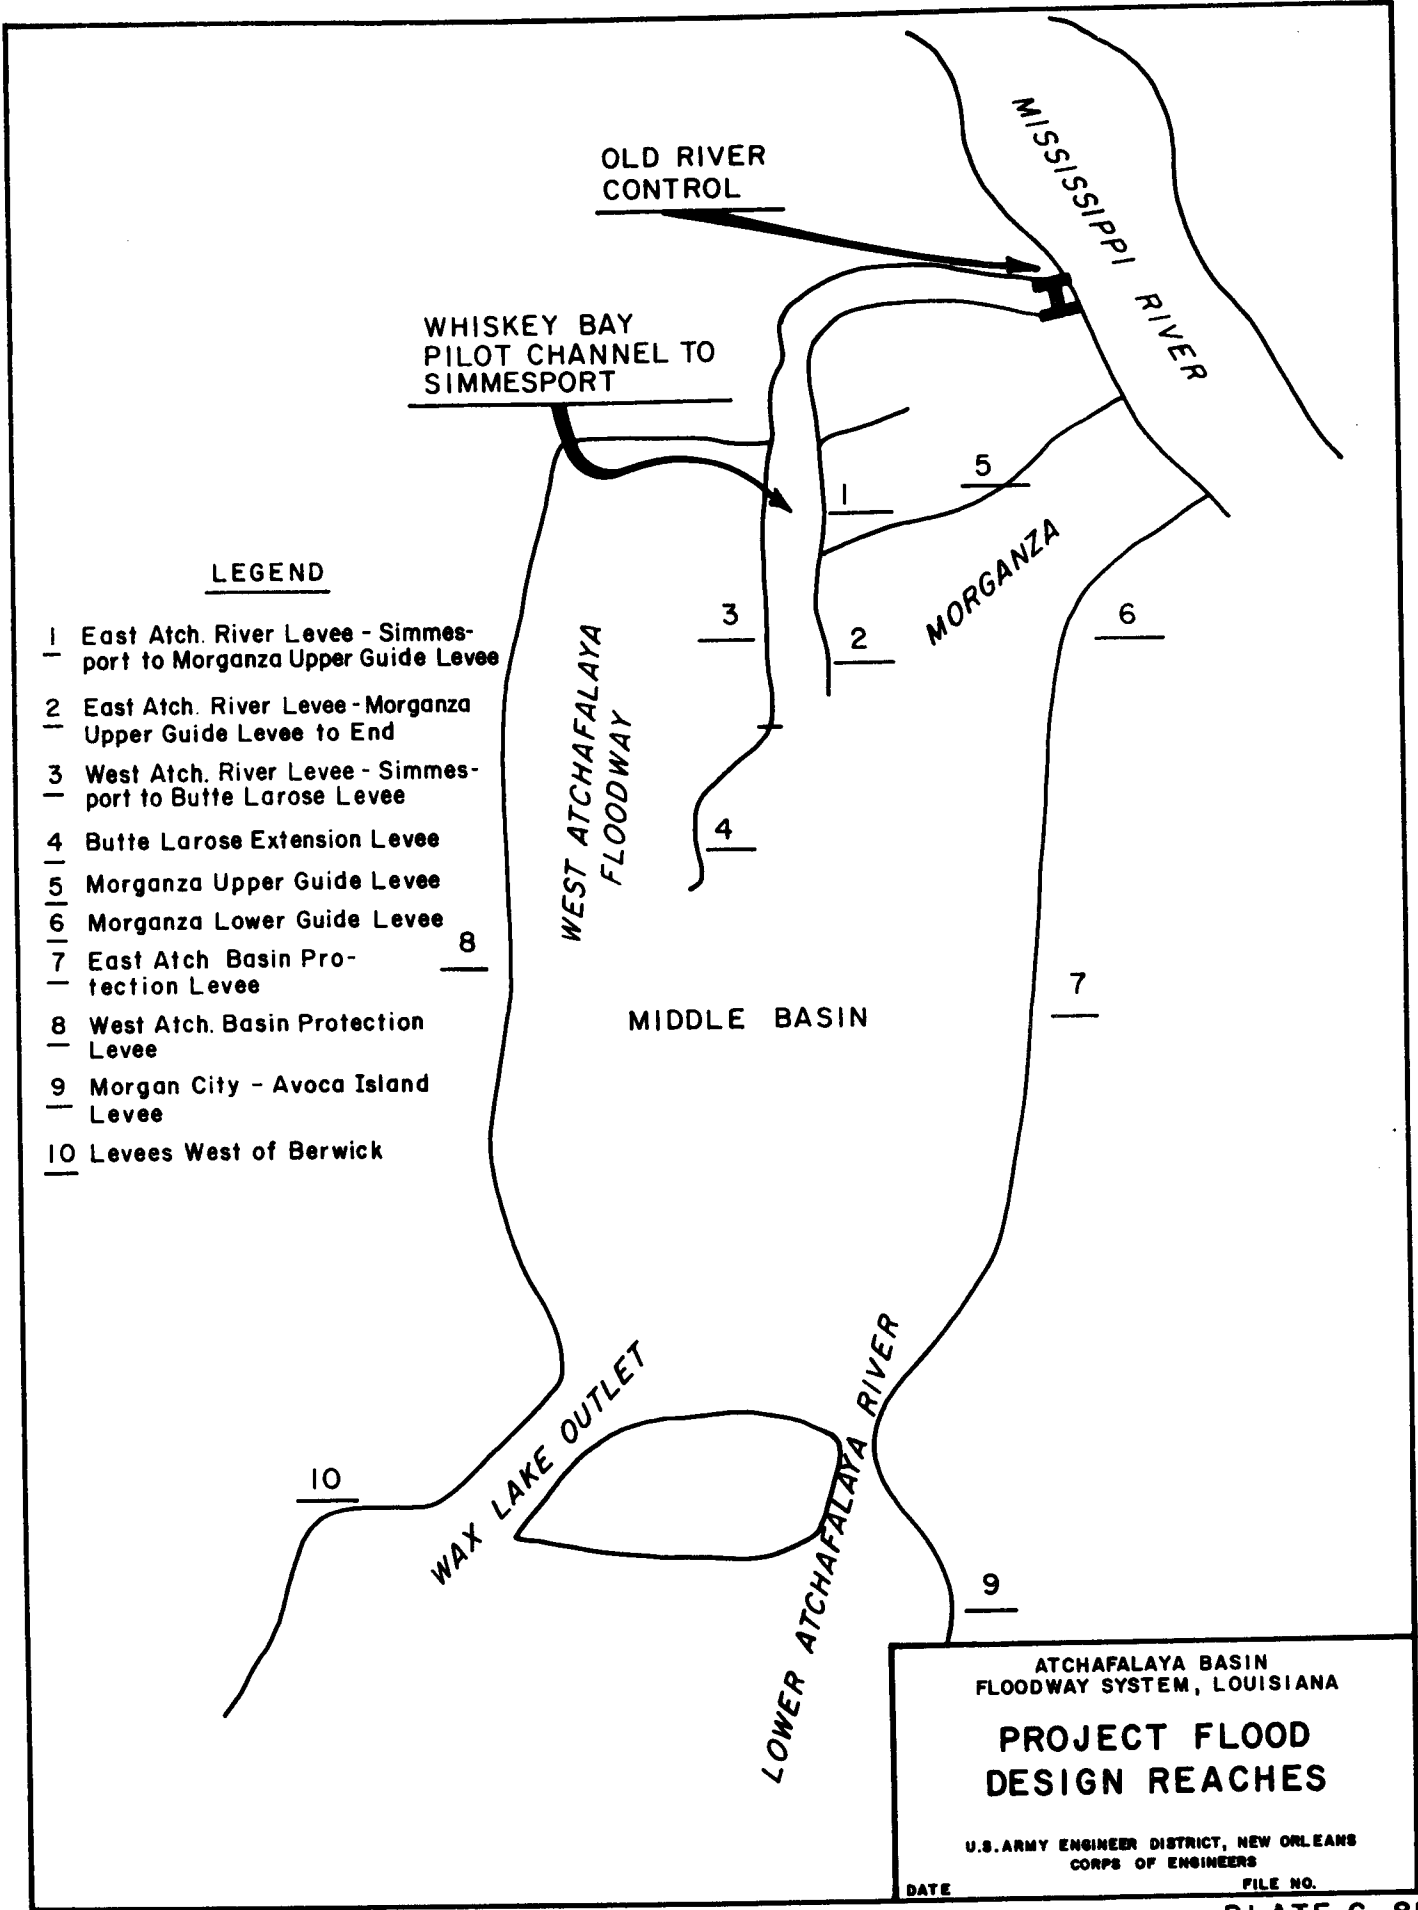 MISSISSIPPI RIVER
OLD RIVER
CONTROL
WHISKEY BAY
PILOT CHANNEL TO
SIMMESPORT
5
1
MORGANZA
3
2
6
WEST ATCHAFALAYA
FLOODWAY
4
8
7
MIDDLE BASIN
LEGEND
1 East Atch. River Levee - Simmes-
port to Morganza Upper Guide Levee
2 East Atch. River Levee - Morganza
Upper Guide Levee to End
3 West Atch. River Levee - Simmes-
port to Butte Larose Levee
4 Butte Larose Extension Levee
5 Morganza Upper Guide Levee
6 Morganza Lower Guide Levee
7 East Atch Basin Pro-
tection Levee
8 West Atch. Basin Protection
Levee
9 Morgan City - Avoca Island
Levee
10 Levees West of Berwick
WAX LAKE OUTLET
LOWER ATCHAFALAYA RIVER
10
9
ATCHAFALAYA BASIN
FLOODWAY SYSTEM, LOUISIANA
PROJECT FLOOD
DESIGN REACHES
U.S. ARMY ENGINEER DISTRICT, NEW ORLEANS
CORPS OF ENGINEERS
DATE FILE NO.